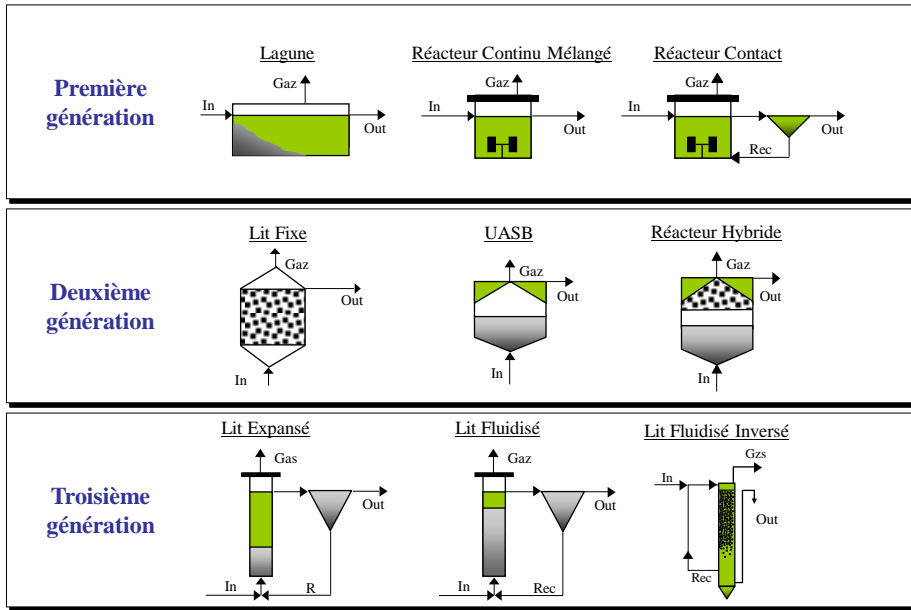 Première
génération
Lagune
Gaz
In
Out
Réacteur Continu Mélangé
Gaz
In
Out
Réacteur Contact
Gaz
In
Out
Rec
Deuxième
génération
Lit Fixe
Gaz
Out
In
UASB
Gaz
Out
In
Réacteur Hybride
Gaz
Out
In
Troisième
génération
Lit Expansé
Gas
Out
In
R
Lit Fluidisé
Gaz
Out
In
Rec
Lit Fluidisé Inversé
Gzs
In
Out
Rec